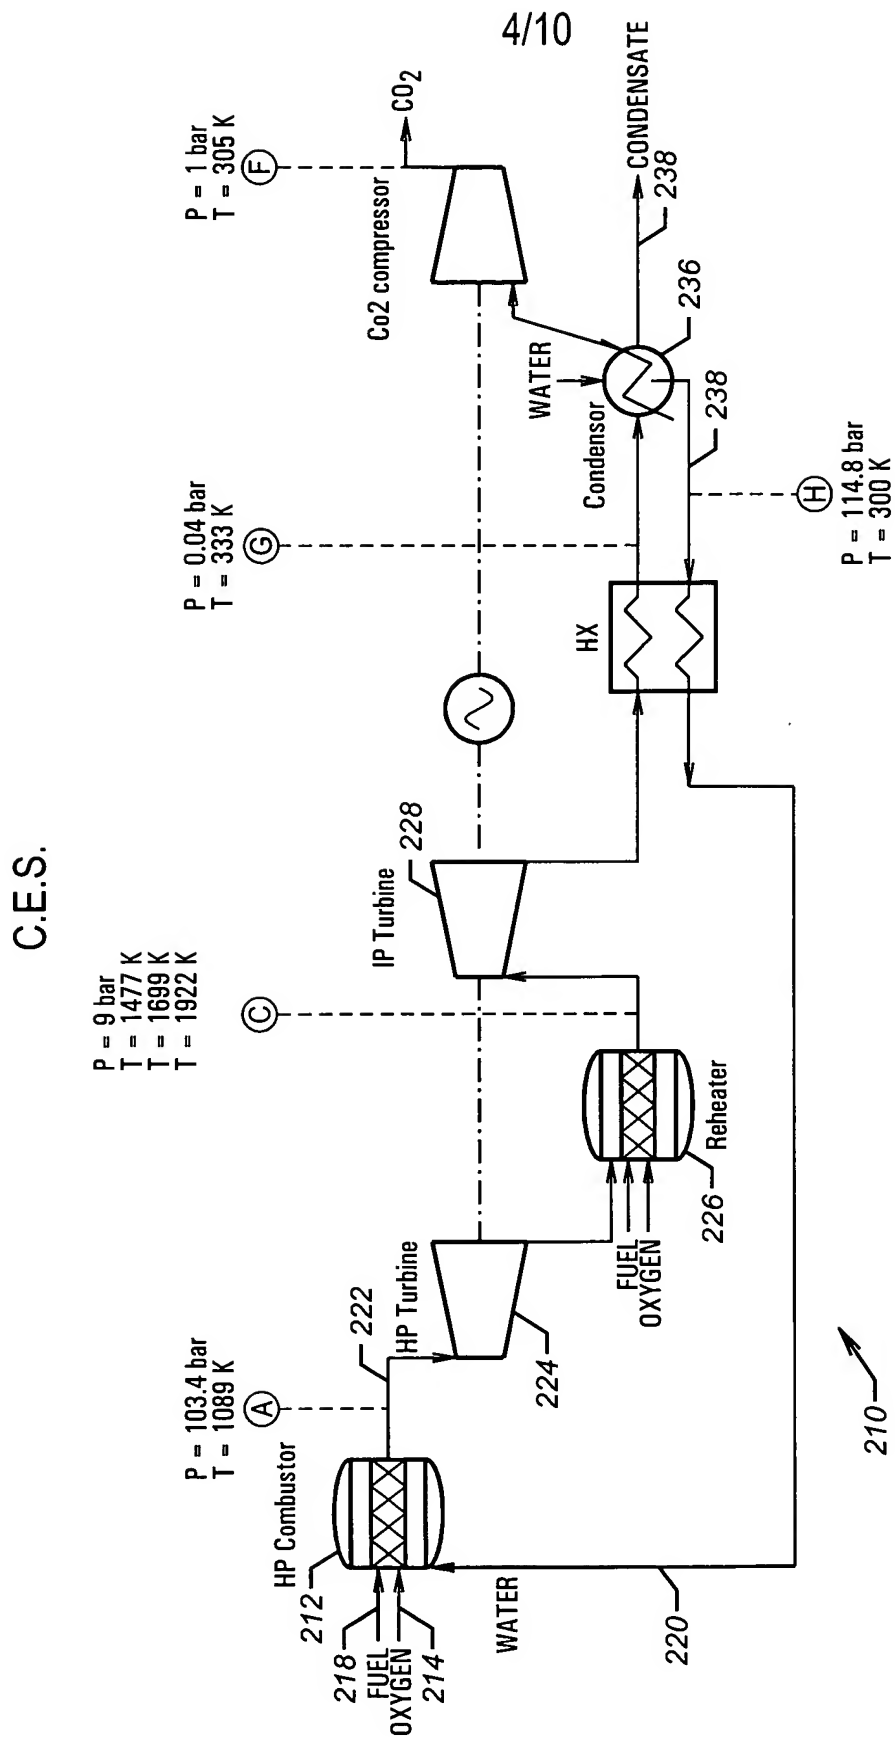 4/10
C.E.S.
P = 103.4 bar
T = 1089 K
A
P = 9 bar
T = 1477 K
T = 1699 K
T = 1922 K
C
P = 0.04 bar
T = 333 K
G
P = 1 bar
T = 305 K
F
HP Combustor
212
218
FUEL
OXYGEN
214
WATER
220
222
HP Turbine
224
FUEL
OXYGEN
226
Reheater
IP Turbine
228
HX
Condensor
WATER
236
238
Co2 compressor
CO2
CONDENSATE
238
H
P = 114.8 bar
T = 300 K
210